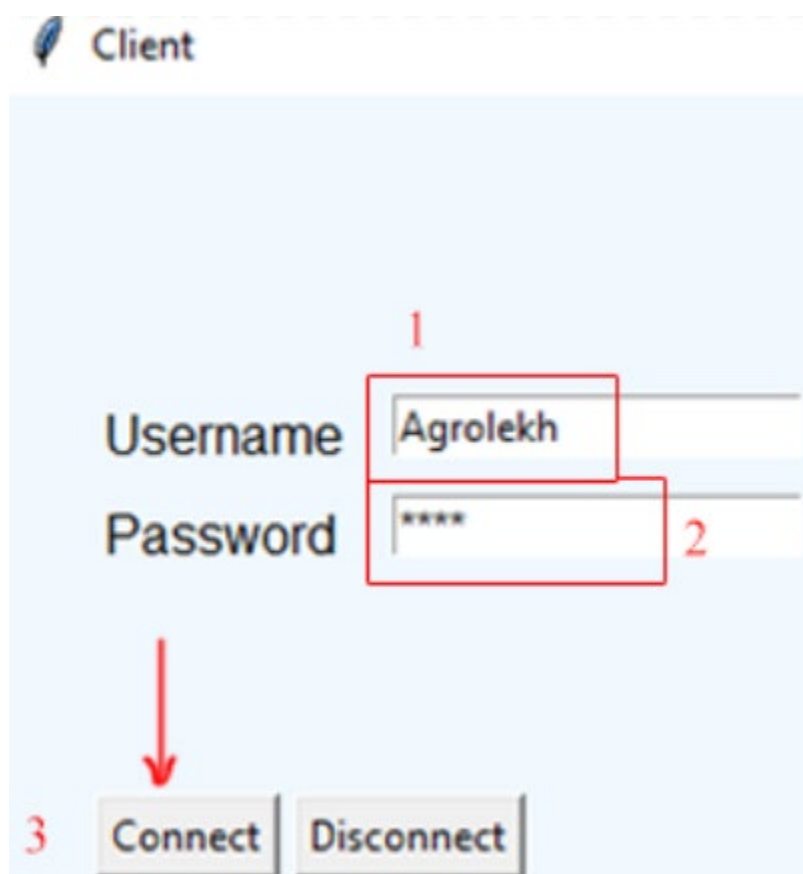 Client
1
Username Agrolekh
Password **** 2
3 Connect Disconnect